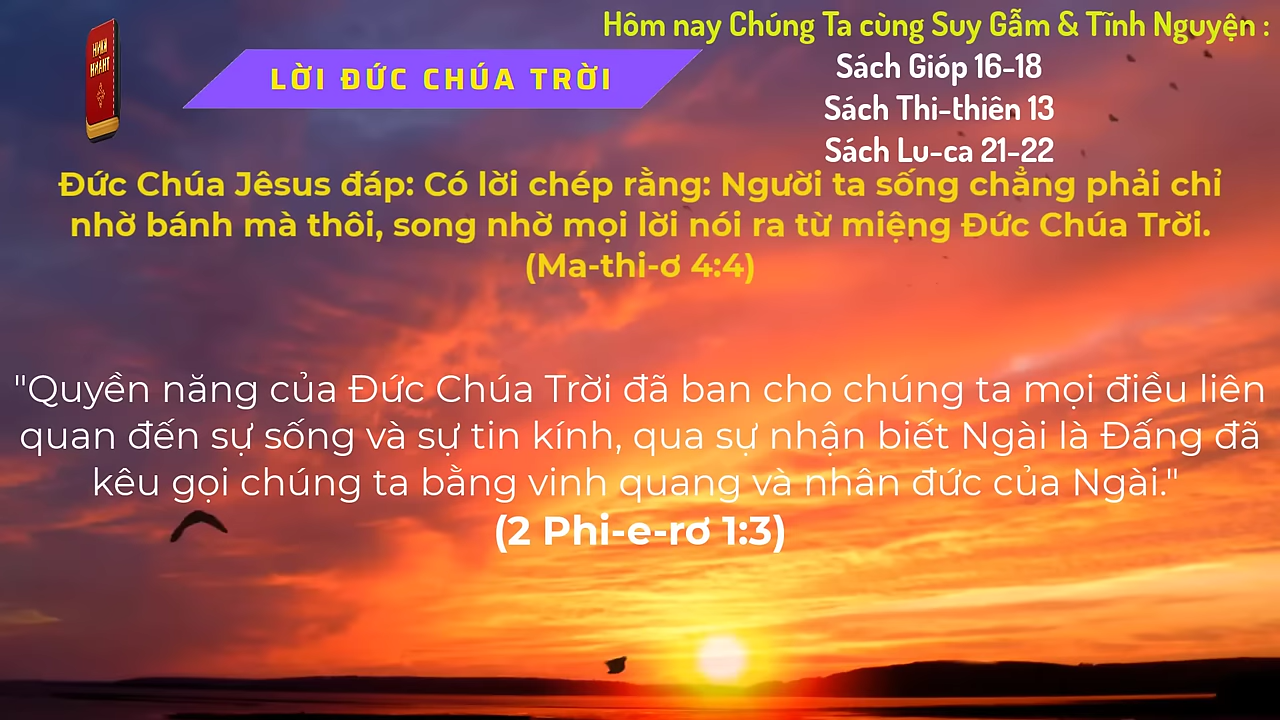 Hôm nay Chúng Ta cùng Suy Gẫm & Tĩnh Nguyện :
Sách Gióp 16-18
Sách Thi-thiên 13
Sách Lu-ca 21-22
LỜI ĐỨC CHÚA TRỜI
Đức Chúa Jêsus đáp: Có lời chép rằng: Người ta sống chẳng phải chỉ
nhờ bánh mà thôi, song nhờ mọi lời nói ra từ miệng Đức Chúa Trời.
(Ma-thi-ơ 4:4)
"Quyền năng của Đức Chúa Trời đã ban cho chúng ta mọi điều liên
quan đến sự sống và sự tin kính, qua sự nhận biết Ngài là Đấng đã
kêu gọi chúng ta bằng vinh quang và nhân đức của Ngài."
(2 Phi-e-rơ 1:3)